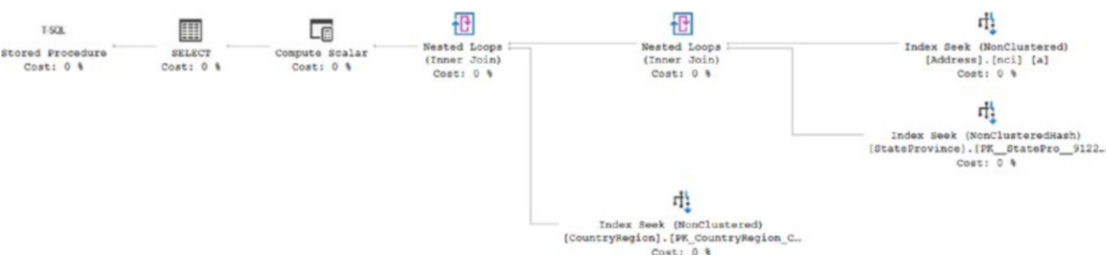 T-SQL
Stored Procedure
Cost: 0 %
SELECT
Cost: 0 %
Compute Scalar
Cost: 0 %
Nested Loops
(Inner Join)
Cost: 0 %
Nested Loops
(Inner Join)
Cost: 0 %
Index Seek (NonClustered)
[Address].[nci] [a]
Cost: 0 %
Index Seek (NonClusteredHash)
[StateProvince].[PK__StatePro__9122…
Cost: 0 %
Index Seek (NonClustered)
[CountryRegion].[PK_CountryRegion_C…
Cost: 0 %